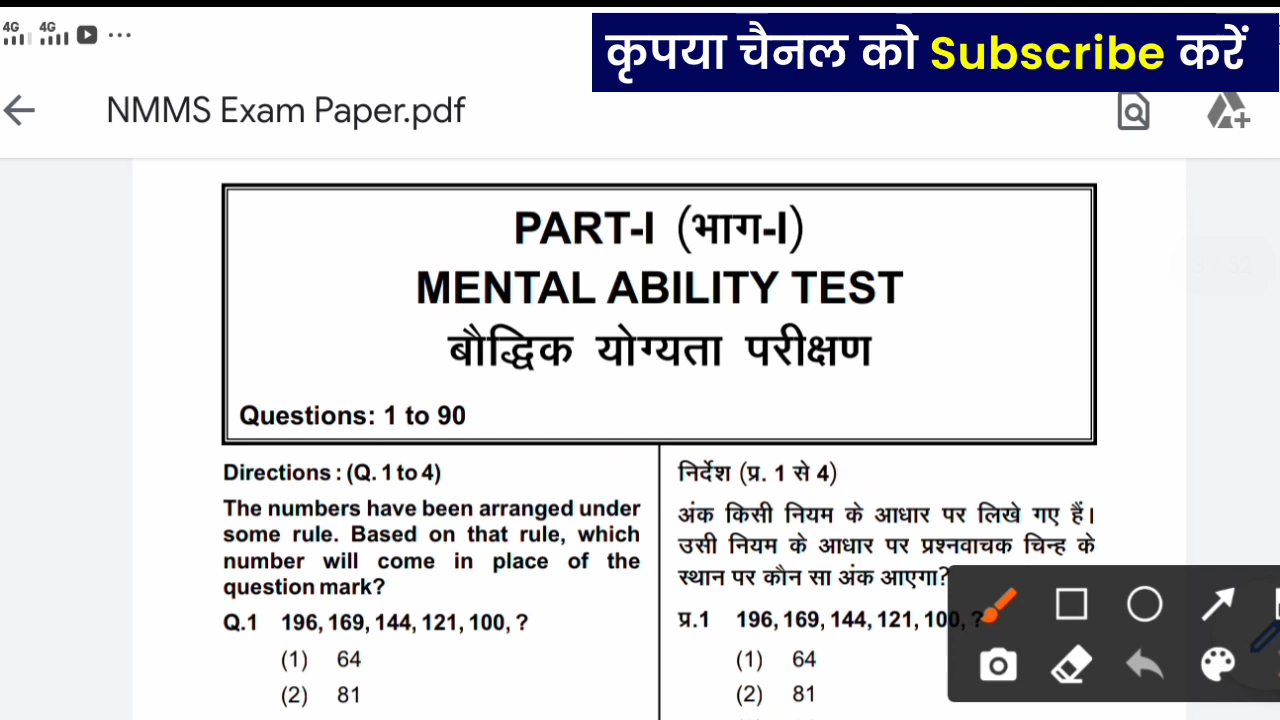 4G 4G
कृपया चैनल को Subscribe करें
NMMS Exam Paper.pdf
PART-I (भाग-I)
MENTAL ABILITY TEST
बौद्धिक योग्यता परीक्षण
Questions: 1 to 90
Directions : (Q. 1 to 4)
The numbers have been arranged under
some rule. Based on that rule, which
number will come in place of the
question mark?
Q.1 196, 169, 144, 121, 100, ?
(1) 64
(2) 81
निर्देश (प्र. 1 से 4)
अंक किसी नियम के आधार पर लिखे गए हैं।
उसी नियम के आधार पर प्रश्नवाचक चिन्ह के
स्थान पर कौन सा अंक आएगा?
प्र.1 196, 169, 144, 121, 100, ?
(1) 64
(2) 81